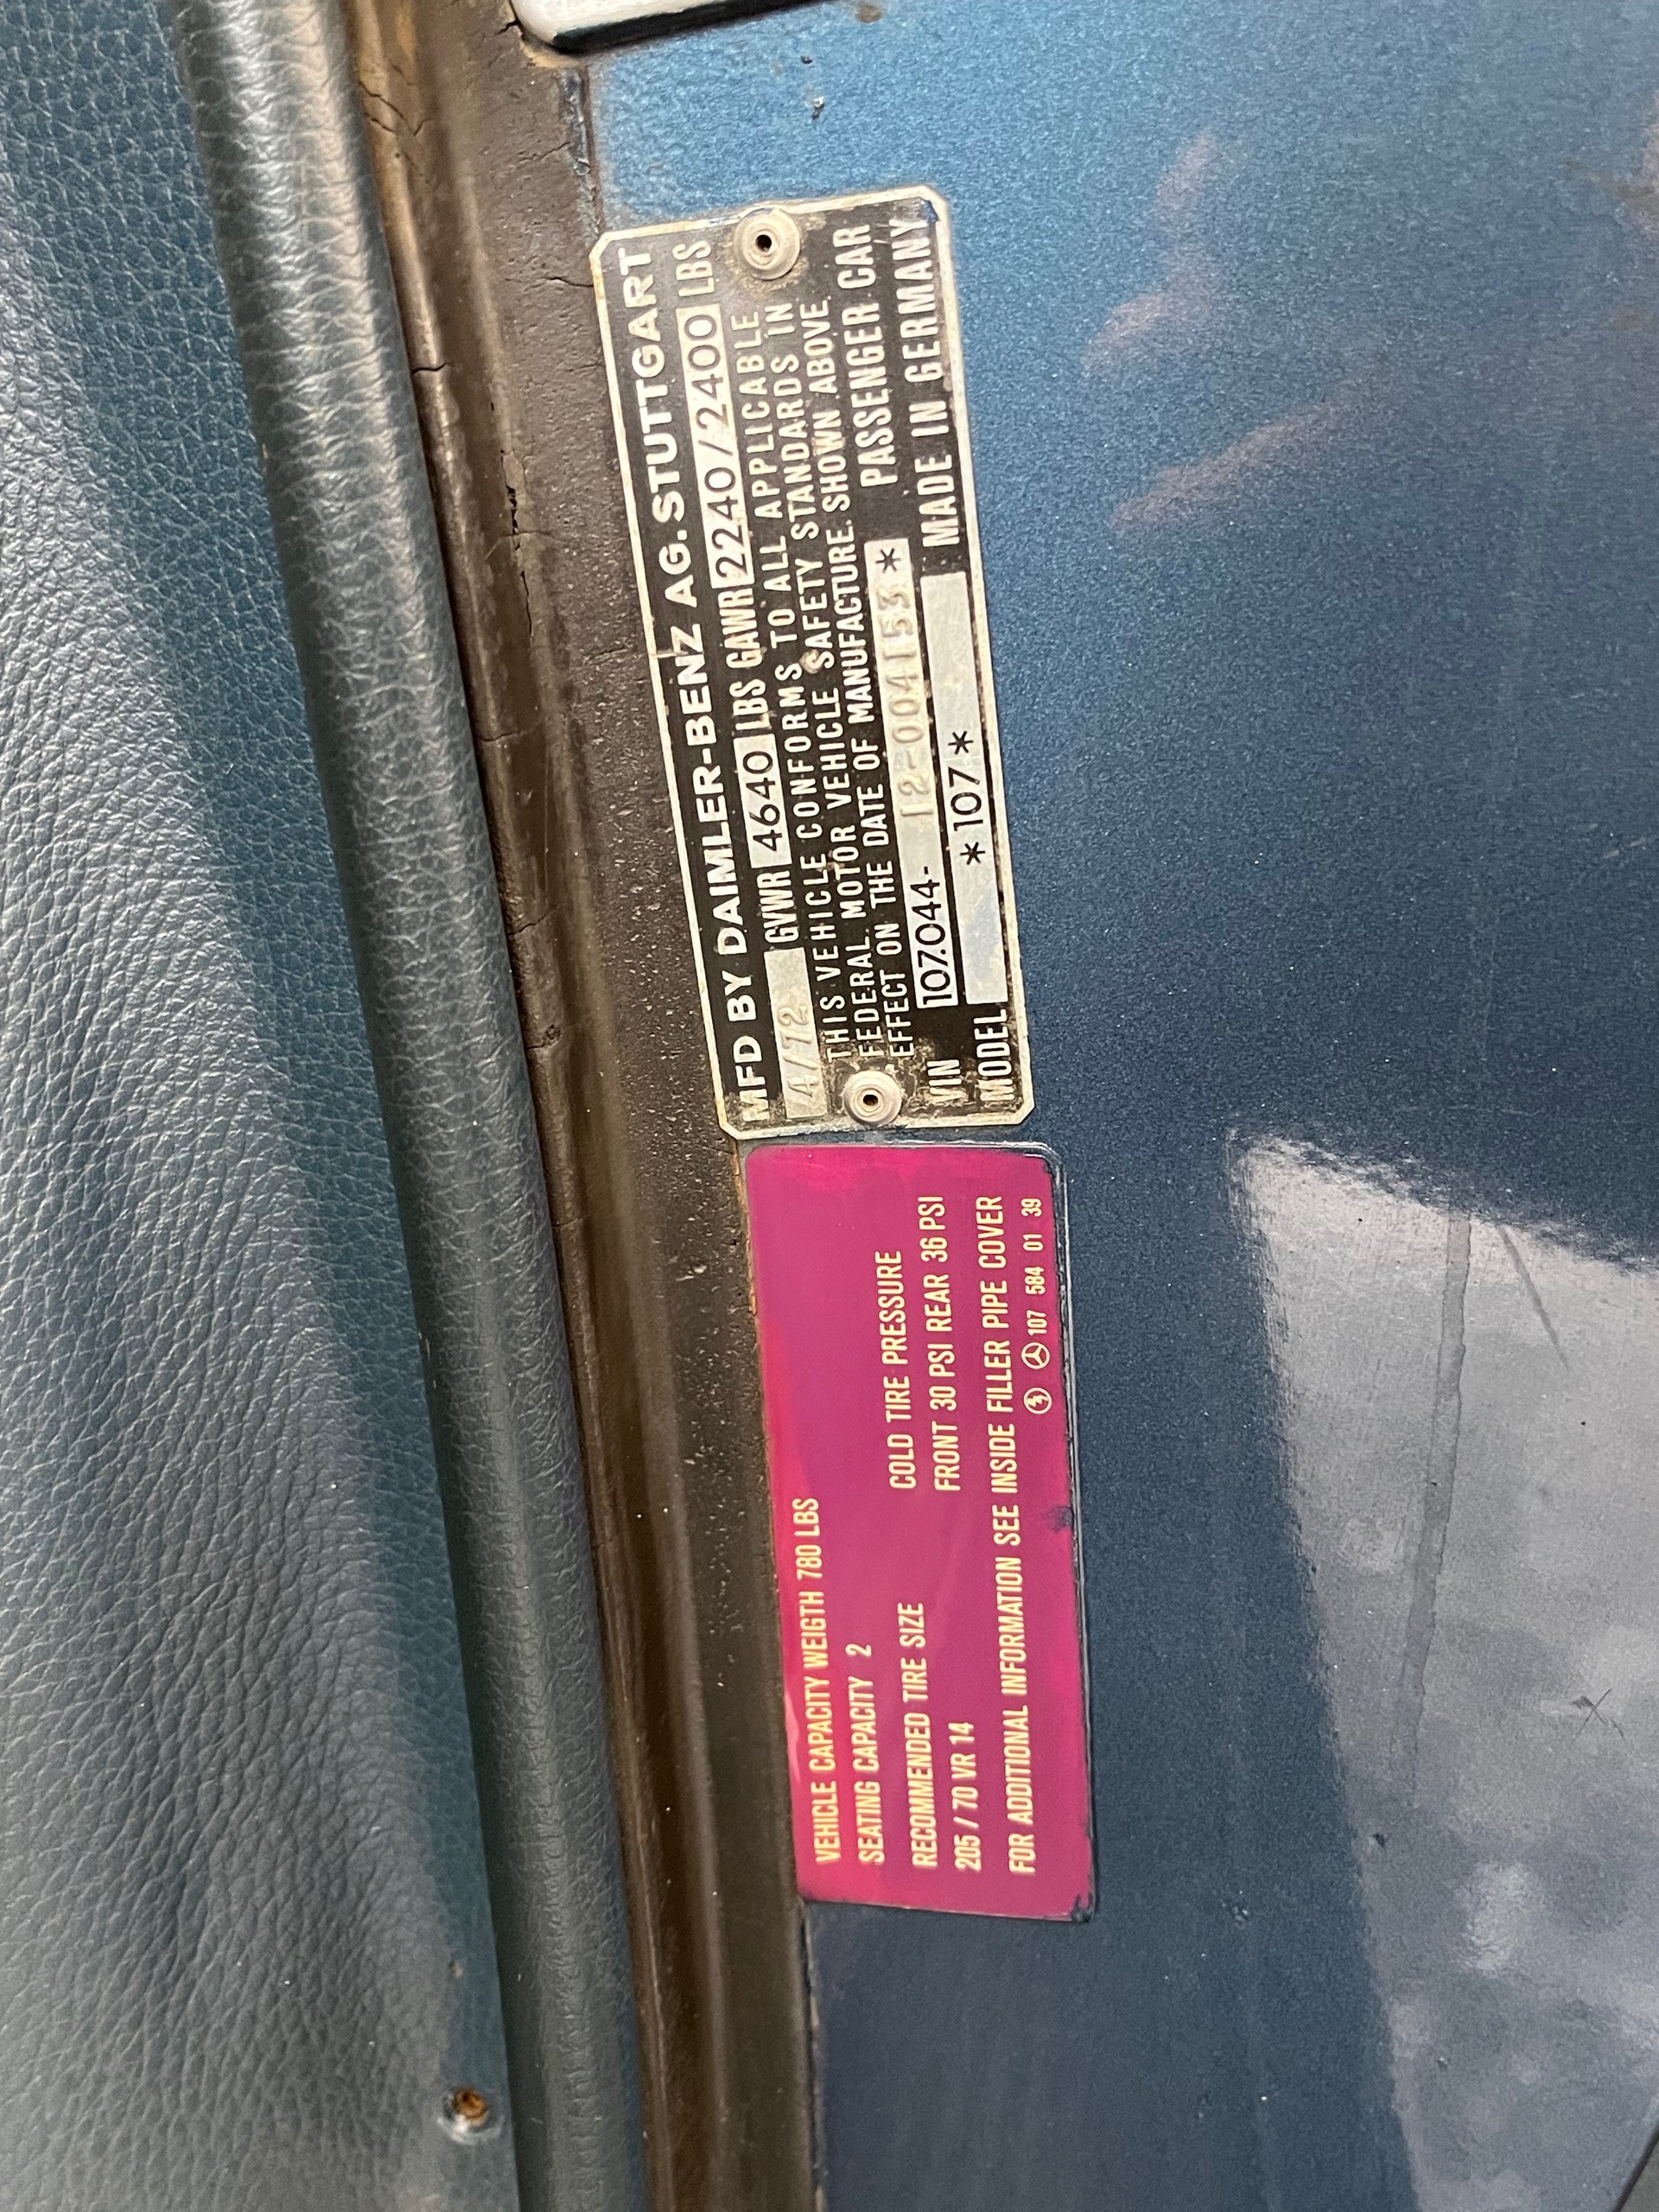 MFD BY DAIMLER-BENZ AG. STUTTGART
4/72 GVWR 4640 LBS GAWR 2240/2400 LBS
THIS VEHICLE CONFORMS TO ALL APPLICABLE
FEDERAL. MOTOR VEHICLE SAFETY STANDARDS IN
EFFECT ON THE DATE OF MANUFACTURE. SHOWN ABOVE
VIN 107.044- 12-004153* PASSENGER CAR
MODEL *107* MADE IN GERMANY
VEHICLE CAPACITY WEIGTH 780 LBS
SEATING CAPACITY 2
RECOMMENDED TIRE SIZE COLD TIRE PRESSURE
205 / 70 VR 14 FRONT 30 PSI REAR 36 PSI
FOR ADDITIONAL INFORMATION SEE INSIDE FILLER PIPE COVER
107 584 01 39